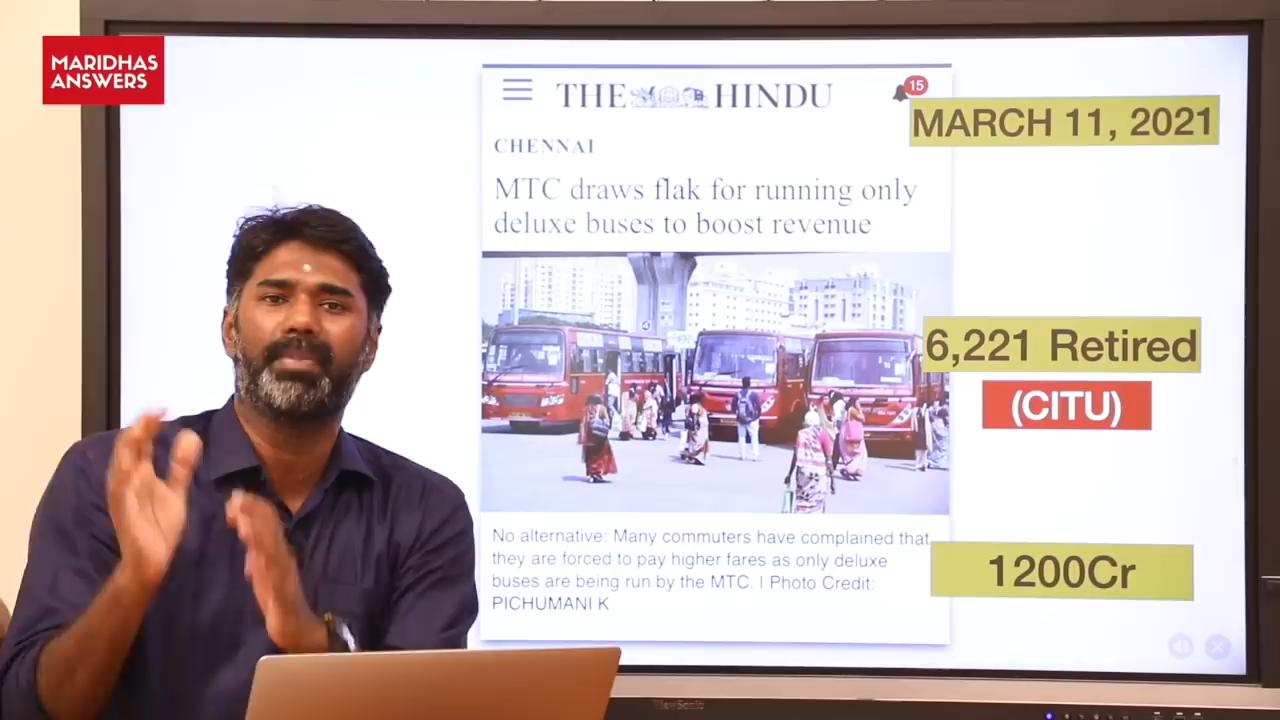 MARIDHAS
ANSWERS
THE HINDU
15
MARCH 11, 2021
CHENNAI
MTC draws flak for running only
deluxe buses to boost revenue
6,221 Retired
(CITU)
No alternative: Many commuters have complained that
they are forced to pay higher fares as only deluxe
buses are being run by the MTC. | Photo Credit:
PICHUMANI K
1200Cr
ViewSonic